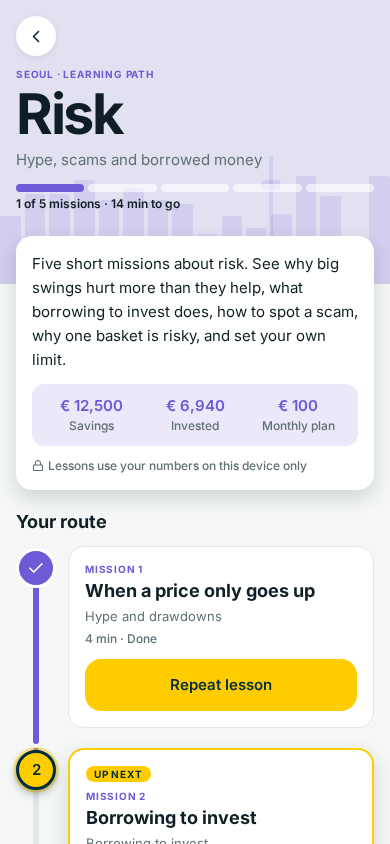 SEOUL · LEARNING PATH
Risk
Hype, scams and borrowed money
1 of 5 missions · 14 min to go
Five short missions about risk. See why big
swings hurt more than they help, what
borrowing to invest does, how to spot a scam,
why one basket is risky, and set your own
limit.
€ 12,500 € 6,940 € 100
Savings Invested Monthly plan
Lessons use your numbers on this device only
Your route
MISSION 1
When a price only goes up
Hype and drawdowns
4 min · Done
Repeat lesson
2
UP NEXT
MISSION 2
Borrowing to invest
Borrowing to invest